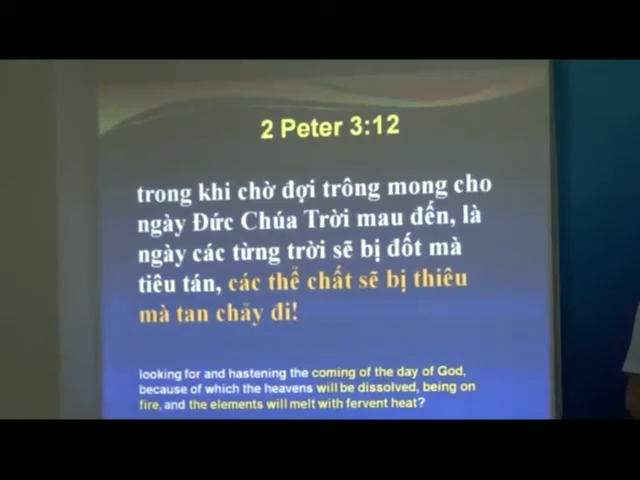 2 Peter 3:12
trong khi chờ đợi trông mong cho
ngày Đức Chúa Trời mau đến, là
ngày các từng trời sẽ bị đốt mà
tiêu tán, các thể chất sẽ bị thiêu
mà tan chảy đi!
looking for and hastening the coming of the day of God,
because of which the heavens will be dissolved, being on
fire, and the elements will melt with fervent heat?